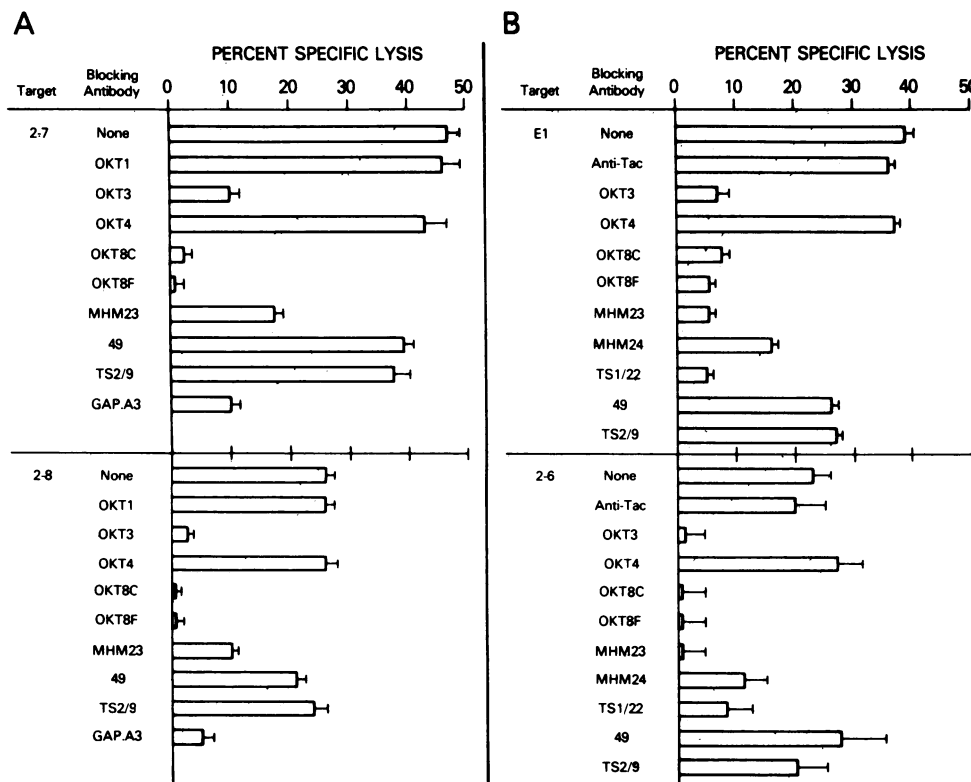 A
PERCENT SPECIFIC LYSIS
Target
Blocking
Antibody
0 10 20 30 40 50
2-7
None
OKT1
OKT3
OKT4
OKT8C
OKT8F
MHM23
49
TS2/9
GAP.A3
2-8
None
OKT1
OKT3
OKT4
OKT8C
OKT8F
MHM23
49
TS2/9
GAP.A3
B
PERCENT SPECIFIC LYSIS
Target
Blocking
Antibody
0 10 20 30 40 50
E1
None
Anti-Tac
OKT3
OKT4
OKT8C
OKT8F
MHM23
MHM24
TS1/22
49
TS2/9
2-6
None
Anti-Tac
OKT3
OKT4
OKT8C
OKT8F
MHM23
MHM24
TS1/22
49
TS2/9